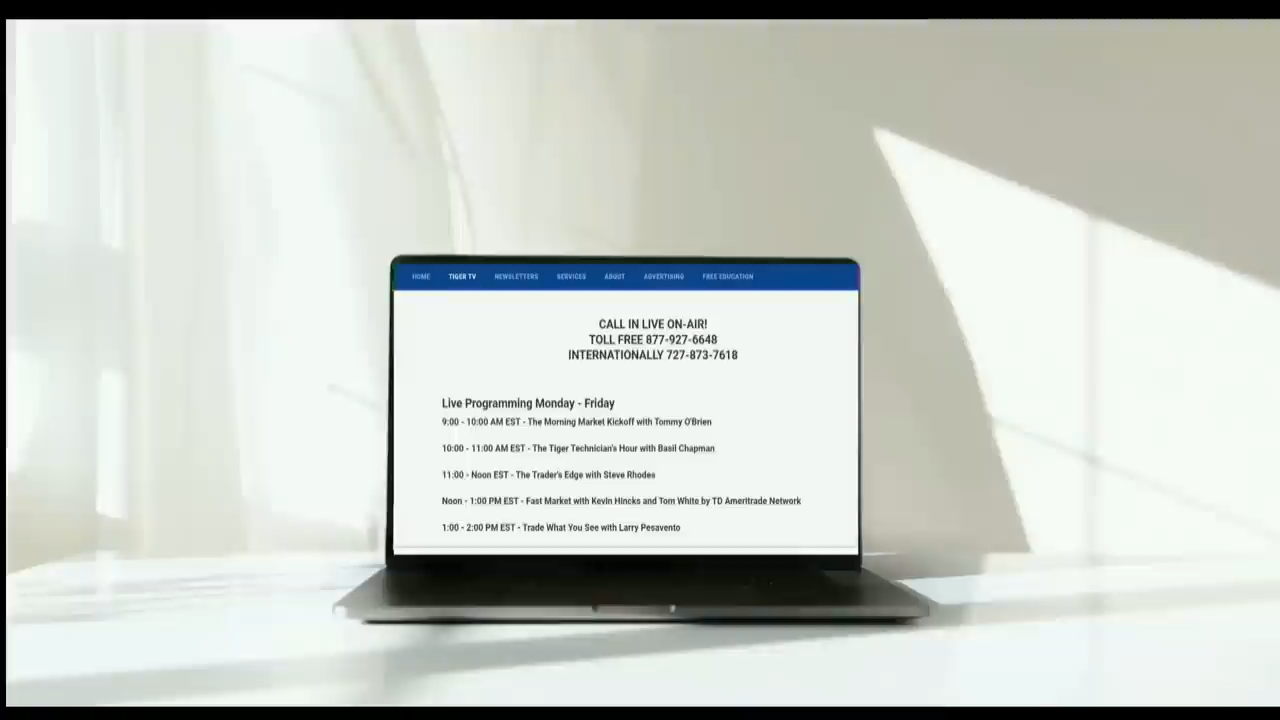 HOME TIGER TV NEWSLETTERS SERVICES ABOUT ADVERTISING FREE EDUCATION
CALL IN LIVE ON-AIR!
TOLL FREE 877-927-6648
INTERNATIONALLY 727-873-7618
Live Programming Monday - Friday
9:00 - 10:00 AM EST - The Morning Market Kickoff with Tommy O'Brien
10:00 - 11:00 AM EST - The Tiger Technician's Hour with Basil Chapman
11:00 - Noon EST - The Trader's Edge with Steve Rhodes
Noon - 1:00 PM EST - Fast Market with Kevin Hincks and Tom White by TD Ameritrade Network
1:00 - 2:00 PM EST - Trade What You See with Larry Pesavento